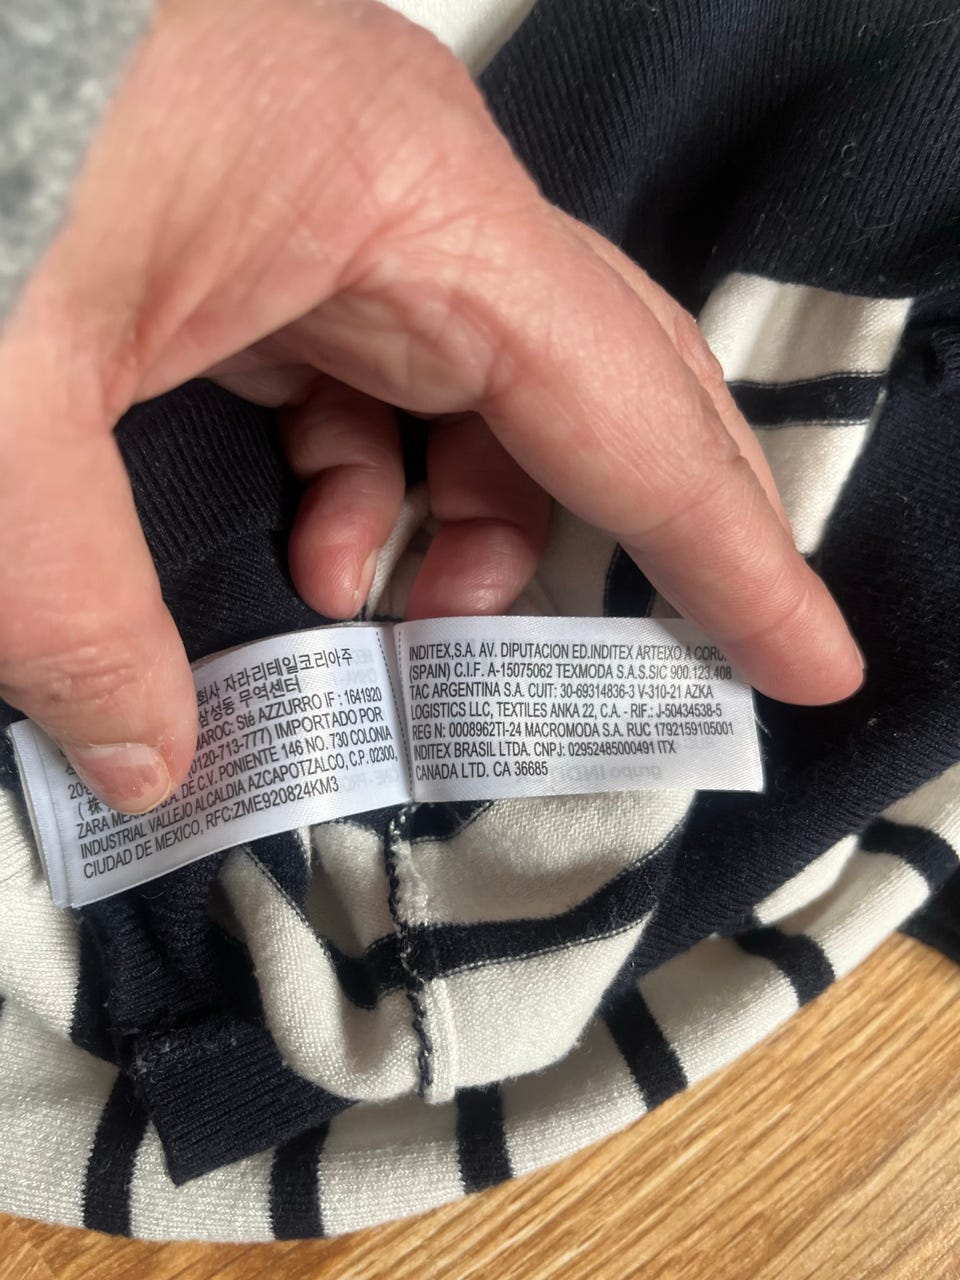 회사 자라리테일코리아주
삼성동 무역센터
MAROC: Sté AZZURRO IF : 1641920
(0120-713-777) IMPORTADO POR
ZARA MEXICO, S.A. DE C.V. PONIENTE 146 NO. 730 COLONIA
INDUSTRIAL VALLEJO ALCALDIA AZCAPOTZALCO, C.P. 02300,
CIUDAD DE MEXICO, RFC:ZME920824KM3
INDITEX,S.A. AV. DIPUTACION ED.INDITEX ARTEIXO A
(SPAIN) C.I.F. A-15075062 TEXMODA S.A.S.SIC 900.123.408
TAC ARGENTINA S.A. CUIT: 30-69314836-3 V-310-21 AZKA
LOGISTICS LLC, TEXTILES ANKA 22, C.A. - RIF.: J-50434538-5
REG N: 0008962TI-24 MACROMODA S.A. RUC 1792159105001
INDITEX BRASIL LTDA. CNPJ: 02952485000491 ITX
CANADA LTD. CA 36685